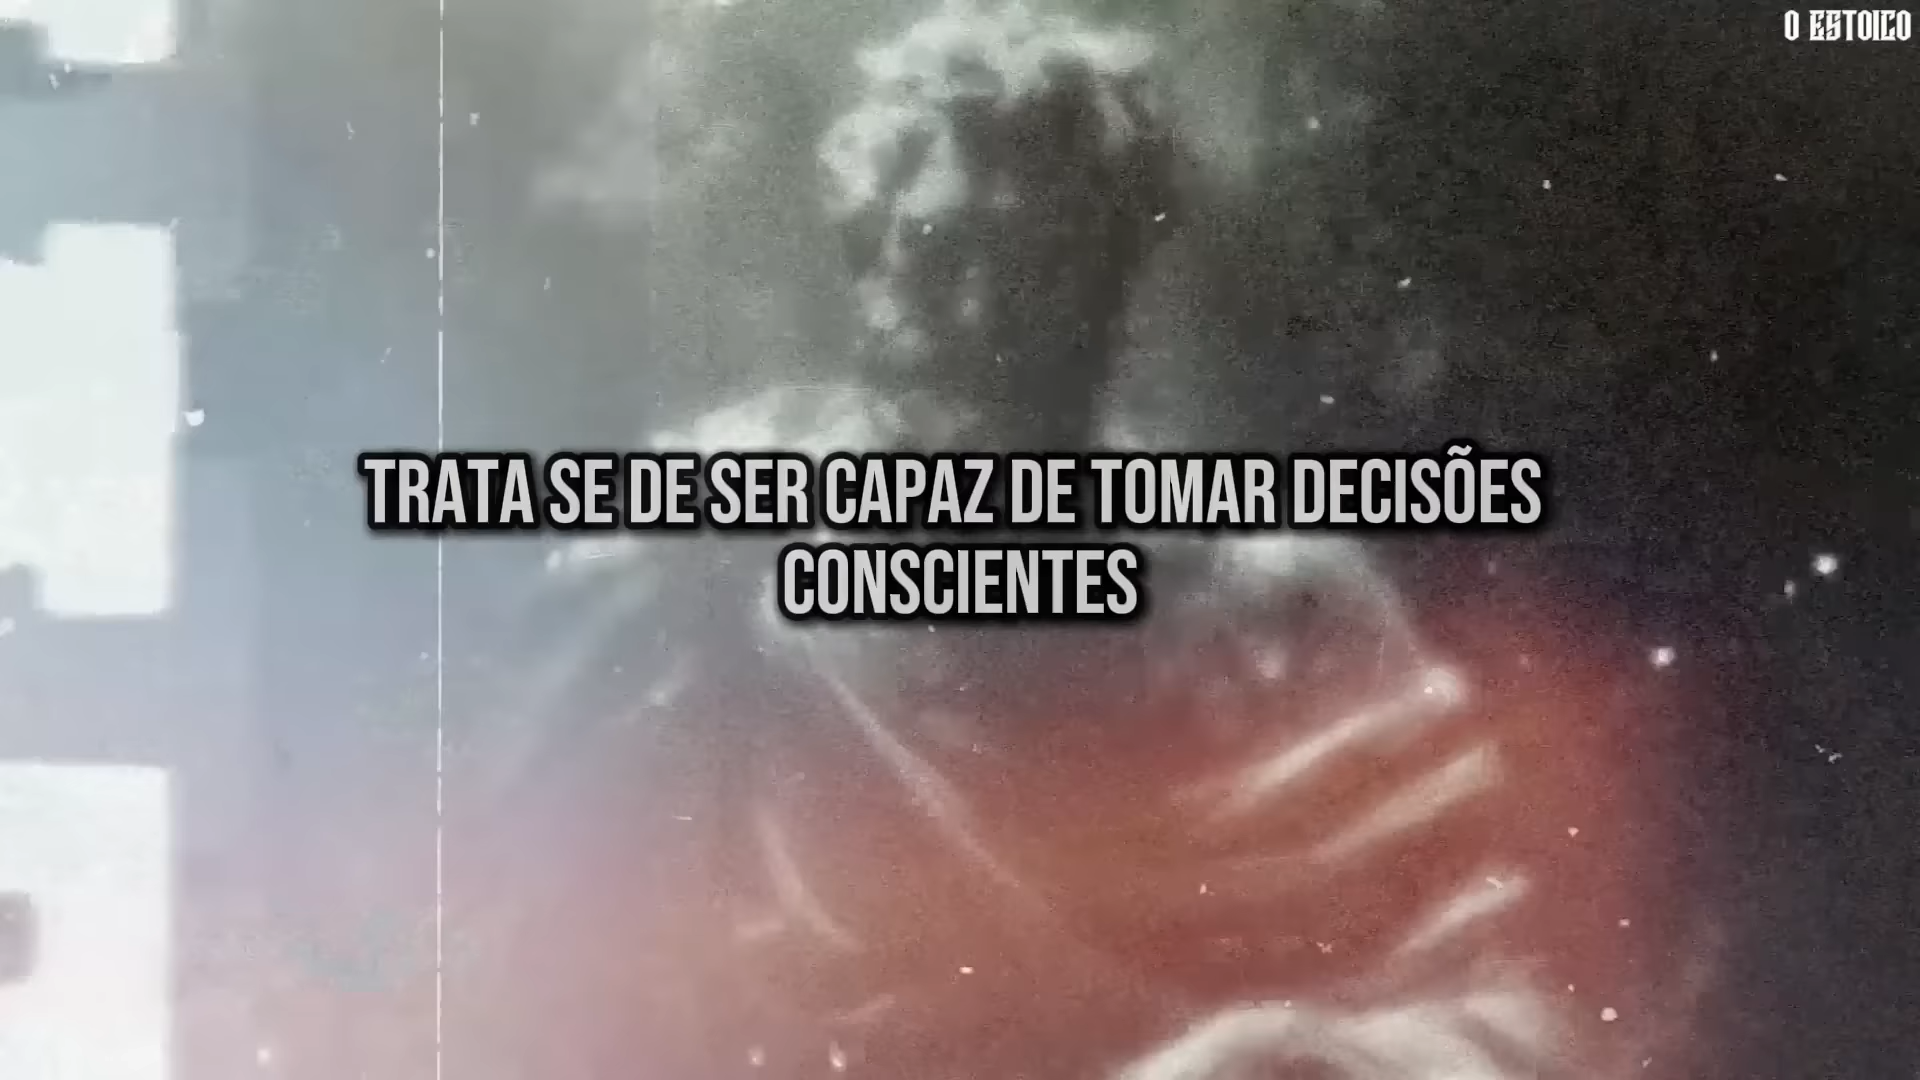 O ESTOICO
TRATA SE DE SER CAPAZ DE TOMAR DECISÕES
CONSCIENTES